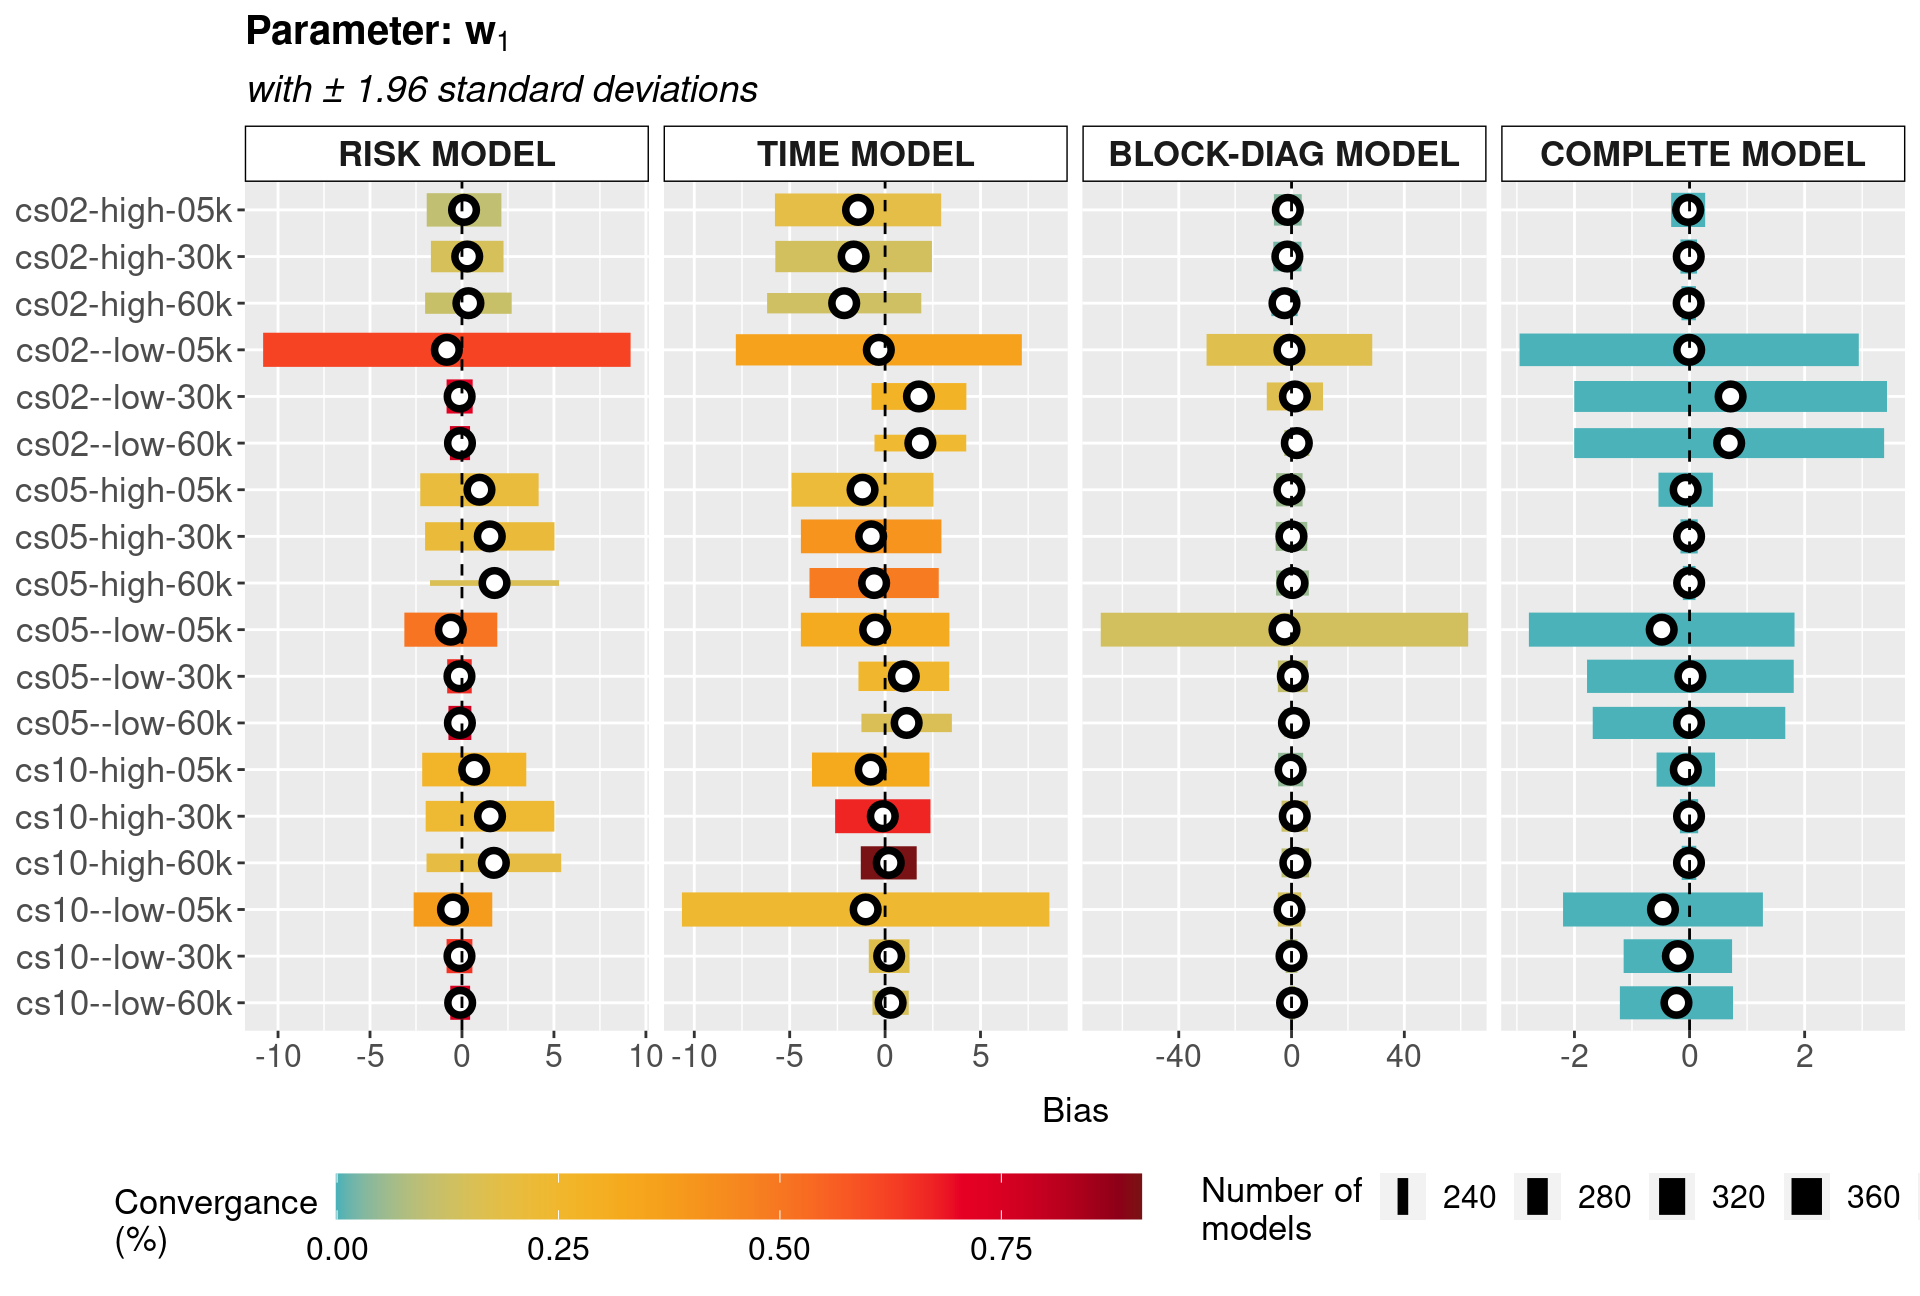 Parameter: w1
with ± 1.96 standard deviations
RISK MODEL TIME MODEL BLOCK-DIAG MODEL COMPLETE MODEL
cs02-high-05k
cs02-high-30k
cs02-high-60k
cs02--low-05k
cs02--low-30k
cs02--low-60k
cs05-high-05k
cs05-high-30k
cs05-high-60k
cs05--low-05k
cs05--low-30k
cs05--low-60k
cs10-high-05k
cs10-high-30k
cs10-high-60k
cs10--low-05k
cs10--low-30k
cs10--low-60k
-10 -5 0 5 10 -10 -5 0 5 -40 0 40 -2 0 2
Bias
Convergance
(%)
0.00 0.25 0.50 0.75
Number of
models
240 280 320 360